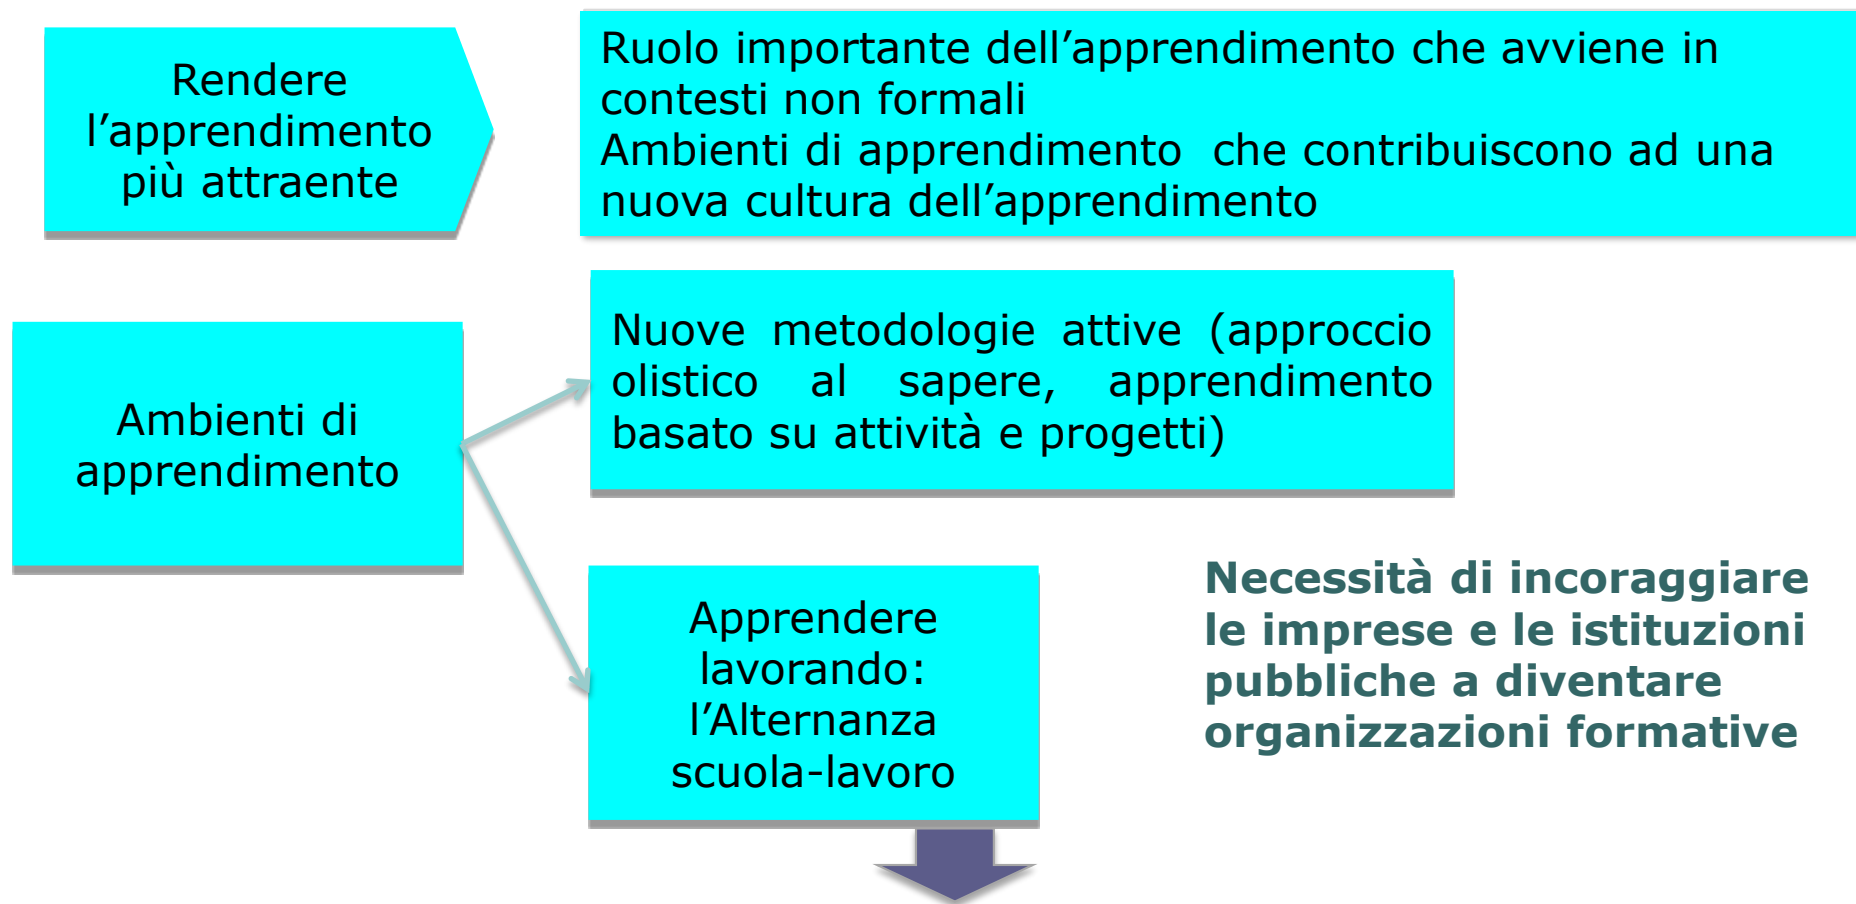 Rendere
l’apprendimento
più attraente
Ruolo importante dell’apprendimento che avviene in
contesti non formali
Ambienti di apprendimento che contribuiscono ad una
nuova cultura dell’apprendimento
Ambienti di
apprendimento
Nuove metodologie attive (approccio
olistico al sapere, apprendimento
basato su attività e progetti)
Apprendere
lavorando:
l’Alternanza
scuola-lavoro
Necessità di incoraggiare
le imprese e le istituzioni
pubbliche a diventare
organizzazioni formative